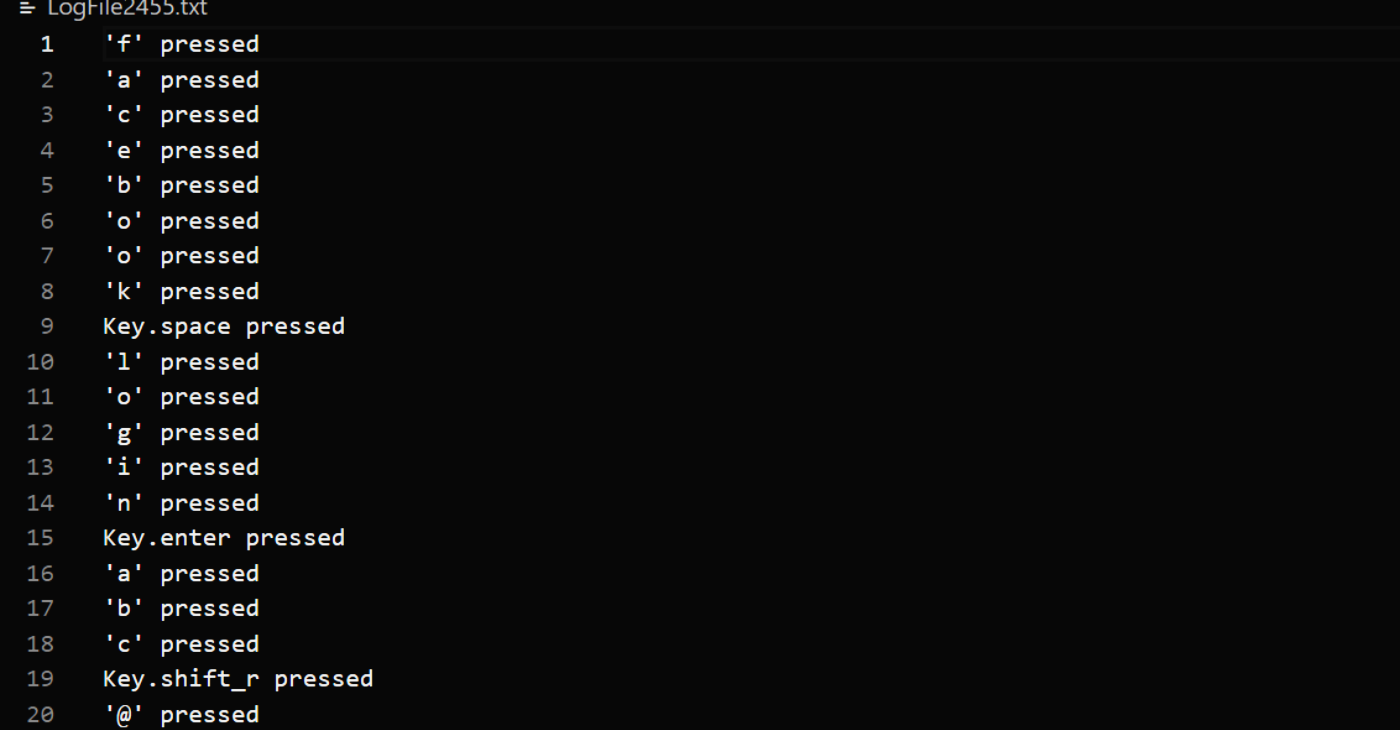 LogFile2455.txt
1 'f' pressed
2 'a' pressed
3 'c' pressed
4 'e' pressed
5 'b' pressed
6 'o' pressed
7 'o' pressed
8 'k' pressed
9 Key.space pressed
10 'l' pressed
11 'o' pressed
12 'g' pressed
13 'i' pressed
14 'n' pressed
15 Key.enter pressed
16 'a' pressed
17 'b' pressed
18 'c' pressed
19 Key.shift_r pressed
20 '@' pressed